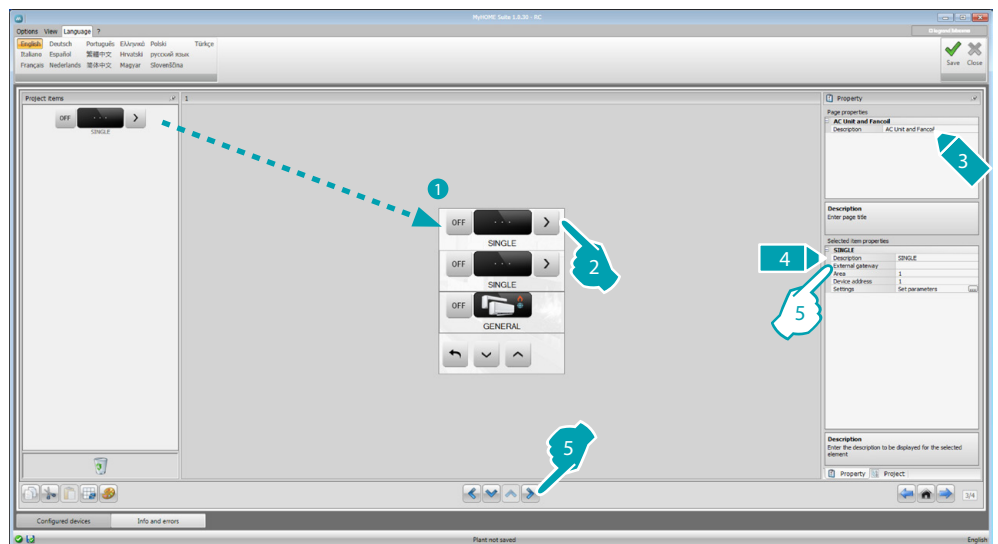 MyHOME Suite 1.0.20 - RC
Options View Language ?
English Deutsch Português Ελληνικά Polski Türkçe
Italiano Español 繁體中文 Hrvatski русский язык
Français Nederlands 简体中文 Magyar Slovenščina
Save Close
Project items
OFF
SINGLE
1
1
OFF
SINGLE
2
OFF
SINGLE
OFF
GENERAL
5
Property
Page properties
AC Unit and Fancoil
Description AC Unit and Fancoil
3
Description
Enter page title
Selected item properties
SINGLE
4
Description SINGLE
External gateway
Area 1
Device address 1
Settings Set parameters ...
5
Description
Enter the description to be displayed for the selected
element
Property Project
3/4
Configured devices Info and errors
Plant not saved
English